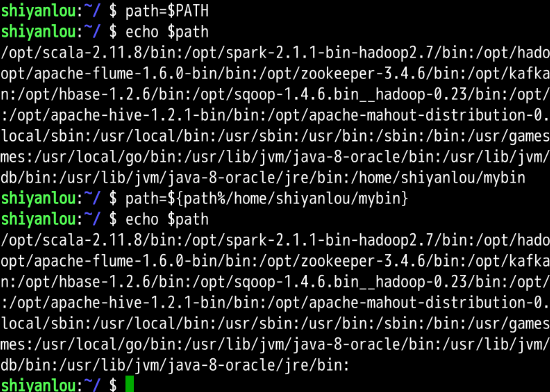 shiyanlou:~/ $ path=$PATH
shiyanlou:~/ $ echo $path
/opt/scala-2.11.8/bin:/opt/spark-2.1.1-bin-hadoop2.7/bin:/opt/hado
opt/apache-flume-1.6.0-bin/bin:/opt/zookeeper-3.4.6/bin:/opt/kafka
n:/opt/hbase-1.2.6/bin:/opt/sqoop-1.4.6.bin__hadoop-0.23/bin:/opt/
:/opt/apache-hive-1.2.1-bin/bin:/opt/apache-mahout-distribution-0.
local/sbin:/usr/local/bin:/usr/sbin:/usr/bin:/sbin:/bin:/usr/games
mes:/usr/local/go/bin:/usr/lib/jvm/java-8-oracle/bin:/usr/lib/jvm/
db/bin:/usr/lib/jvm/java-8-oracle/jre/bin:/home/shiyanlou/mybin
shiyanlou:~/ $ path=${path%/home/shiyanlou/mybin}
shiyanlou:~/ $ echo $path
/opt/scala-2.11.8/bin:/opt/spark-2.1.1-bin-hadoop2.7/bin:/opt/hado
opt/apache-flume-1.6.0-bin/bin:/opt/zookeeper-3.4.6/bin:/opt/kafka
n:/opt/hbase-1.2.6/bin:/opt/sqoop-1.4.6.bin__hadoop-0.23/bin:/opt/
:/opt/apache-hive-1.2.1-bin/bin:/opt/apache-mahout-distribution-0.
local/sbin:/usr/local/bin:/usr/sbin:/usr/bin:/sbin:/bin:/usr/games
mes:/usr/local/go/bin:/usr/lib/jvm/java-8-oracle/bin:/usr/lib/jvm/
db/bin:/usr/lib/jvm/java-8-oracle/jre/bin:
shiyanlou:~/ $